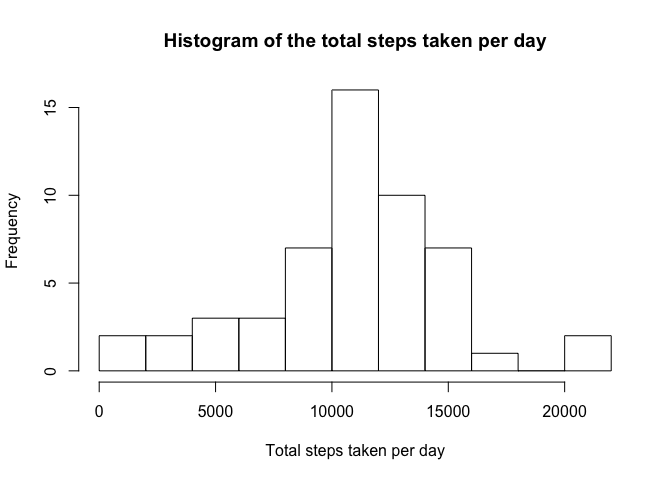 Histogram of the total steps taken per day
15
10
5
0
Frequency
0 5000 10000 15000 20000
Total steps taken per day